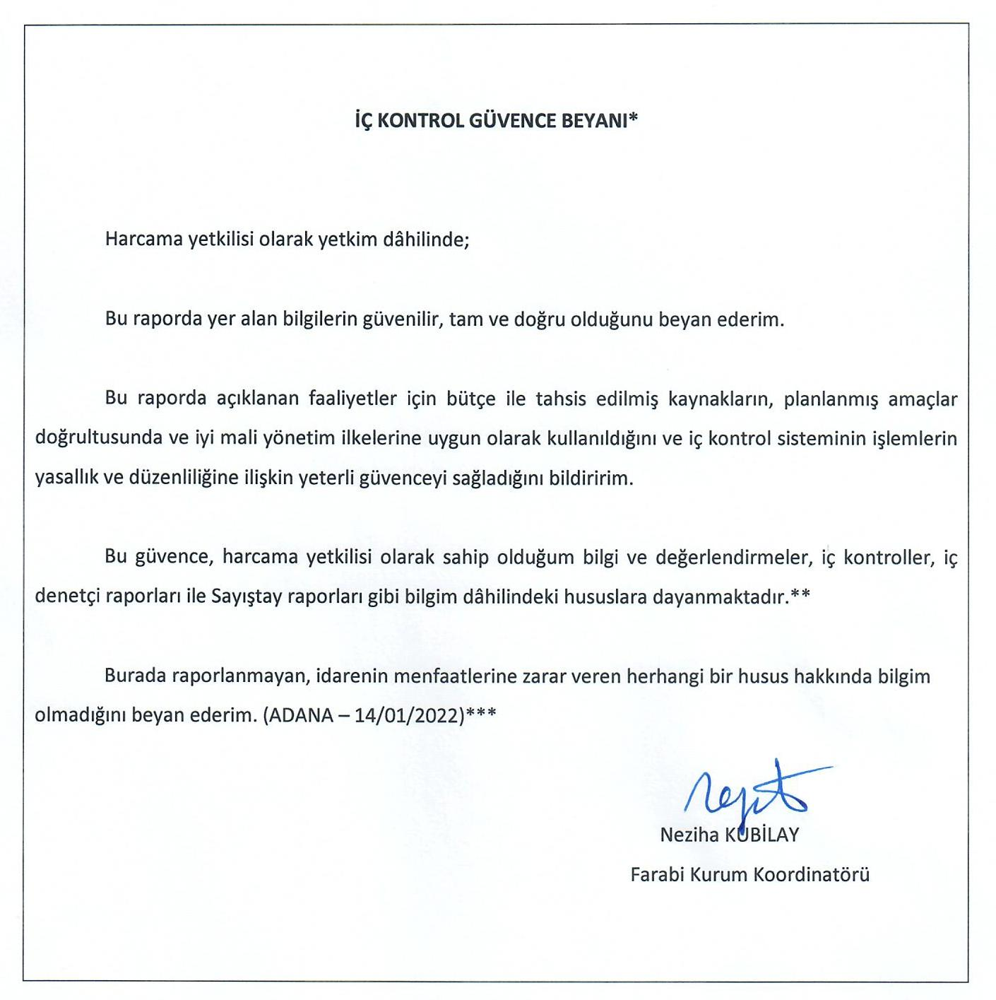 İÇ KONTROL GÜVENCE BEYANI*
Harcama yetkilisi olarak yetkim dâhilinde;
Bu raporda yer alan bilgilerin güvenilir, tam ve doğru olduğunu beyan ederim.
Bu raporda açıklanan faaliyetler için bütçe ile tahsis edilmiş kaynakların, planlanmış amaçlar
doğrultusunda ve iyi mali yönetim ilkelerine uygun olarak kullanıldığını ve iç kontrol sisteminin işlemlerin
yasallık ve düzenliliğine ilişkin yeterli güvenceyi sağladığını bildiririm.
Bu güvence, harcama yetkilisi olarak sahip olduğum bilgi ve değerlendirmeler, iç kontroller, iç
denetçi raporları ile Sayıştay raporları gibi bilgim dâhilindeki hususlara dayanmaktadır.**
Burada raporlanmayan, idarenin menfaatlerine zarar veren herhangi bir husus hakkında bilgim
olmadığını beyan ederim. (ADANA – 14/01/2022)***
Neziha KUBİLAY
Farabi Kurum Koordinatörü